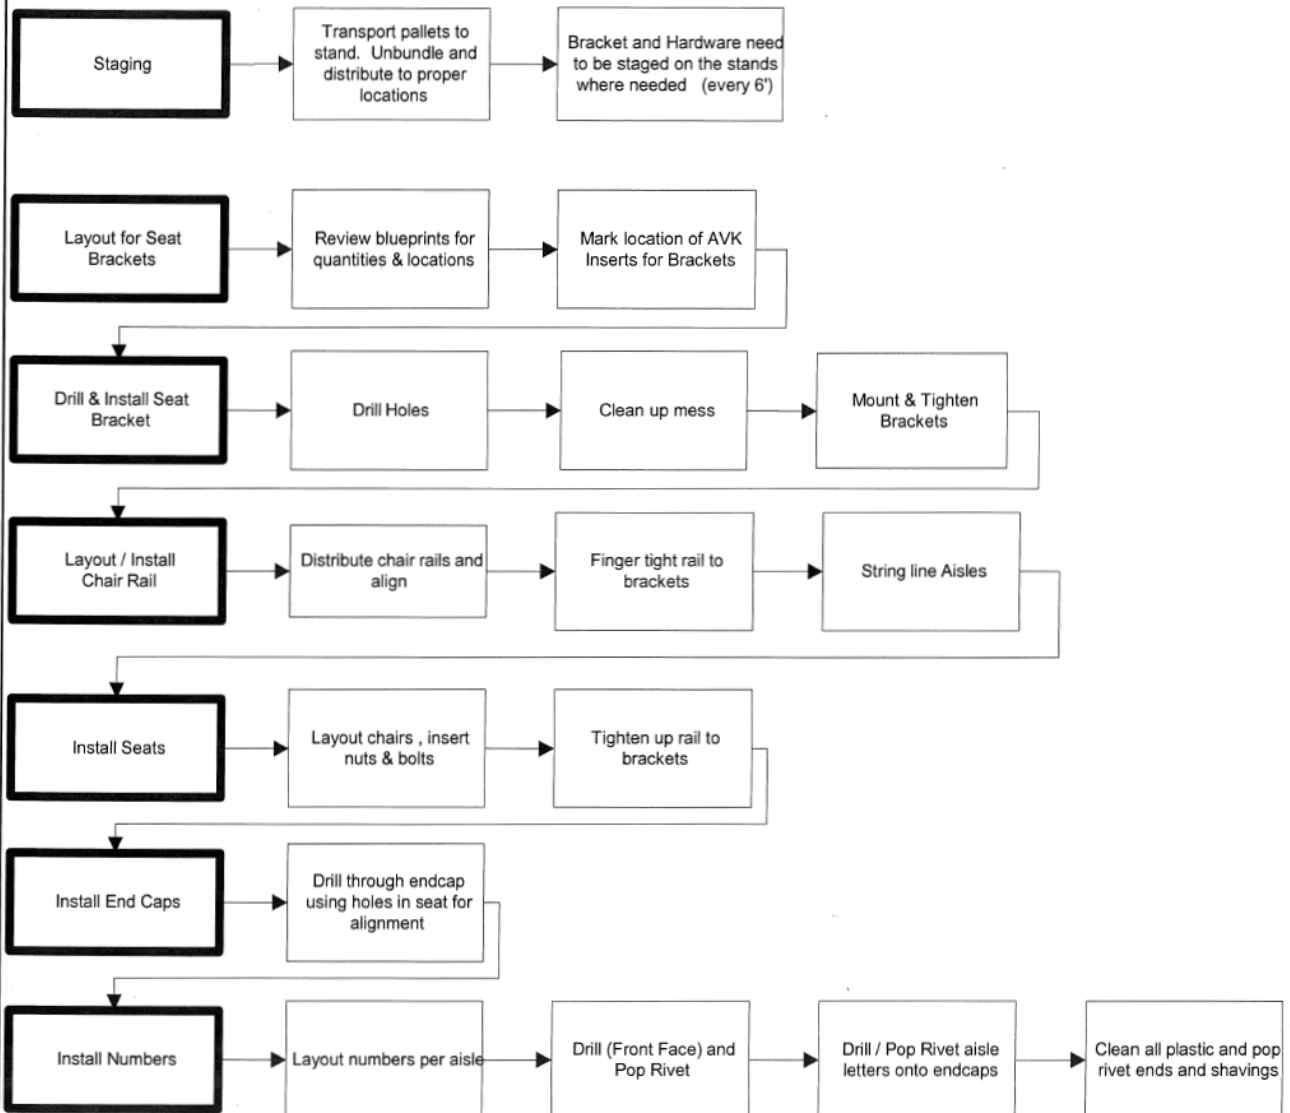 Staging
Transport pallets to
stand. Unbundle and
distribute to proper
locations
Bracket and Hardware need
to be staged on the stands
where needed (every 6')
Layout for Seat
Brackets
Review blueprints for
quantities & locations
Mark location of AVK
Inserts for Brackets
Drill & Install Seat
Bracket
Drill Holes
Clean up mess
Mount & Tighten
Brackets
Layout / Install
Chair Rail
Distribute chair rails and
align
Finger tight rail to
brackets
String line Aisles
Install Seats
Layout chairs , insert
nuts & bolts
Tighten up rail to
brackets
Install End Caps
Drill through endcap
using holes in seat for
alignment
Install Numbers
Layout numbers per aisle
Drill (Front Face) and
Pop Rivet
Drill / Pop Rivet aisle
letters onto endcaps
Clean all plastic and pop
rivet ends and shavings